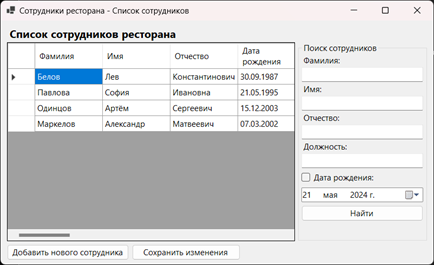 Сотрудники ресторана - Список сотрудников
Список сотрудников ресторана
Фамилия Имя Отчество Дата рождения
Белов Лев Константинович 30.09.1987
Павлова София Ивановна 21.05.1995
Одинцов Артём Сергеевич 15.12.2003
Маркелов Александр Матвеевич 07.03.2002
Поиск сотрудников
Фамилия:
Имя:
Отчество:
Должность:
Дата рождения:
21 мая 2024 г.
Найти
Добавить нового сотрудника Сохранить изменения